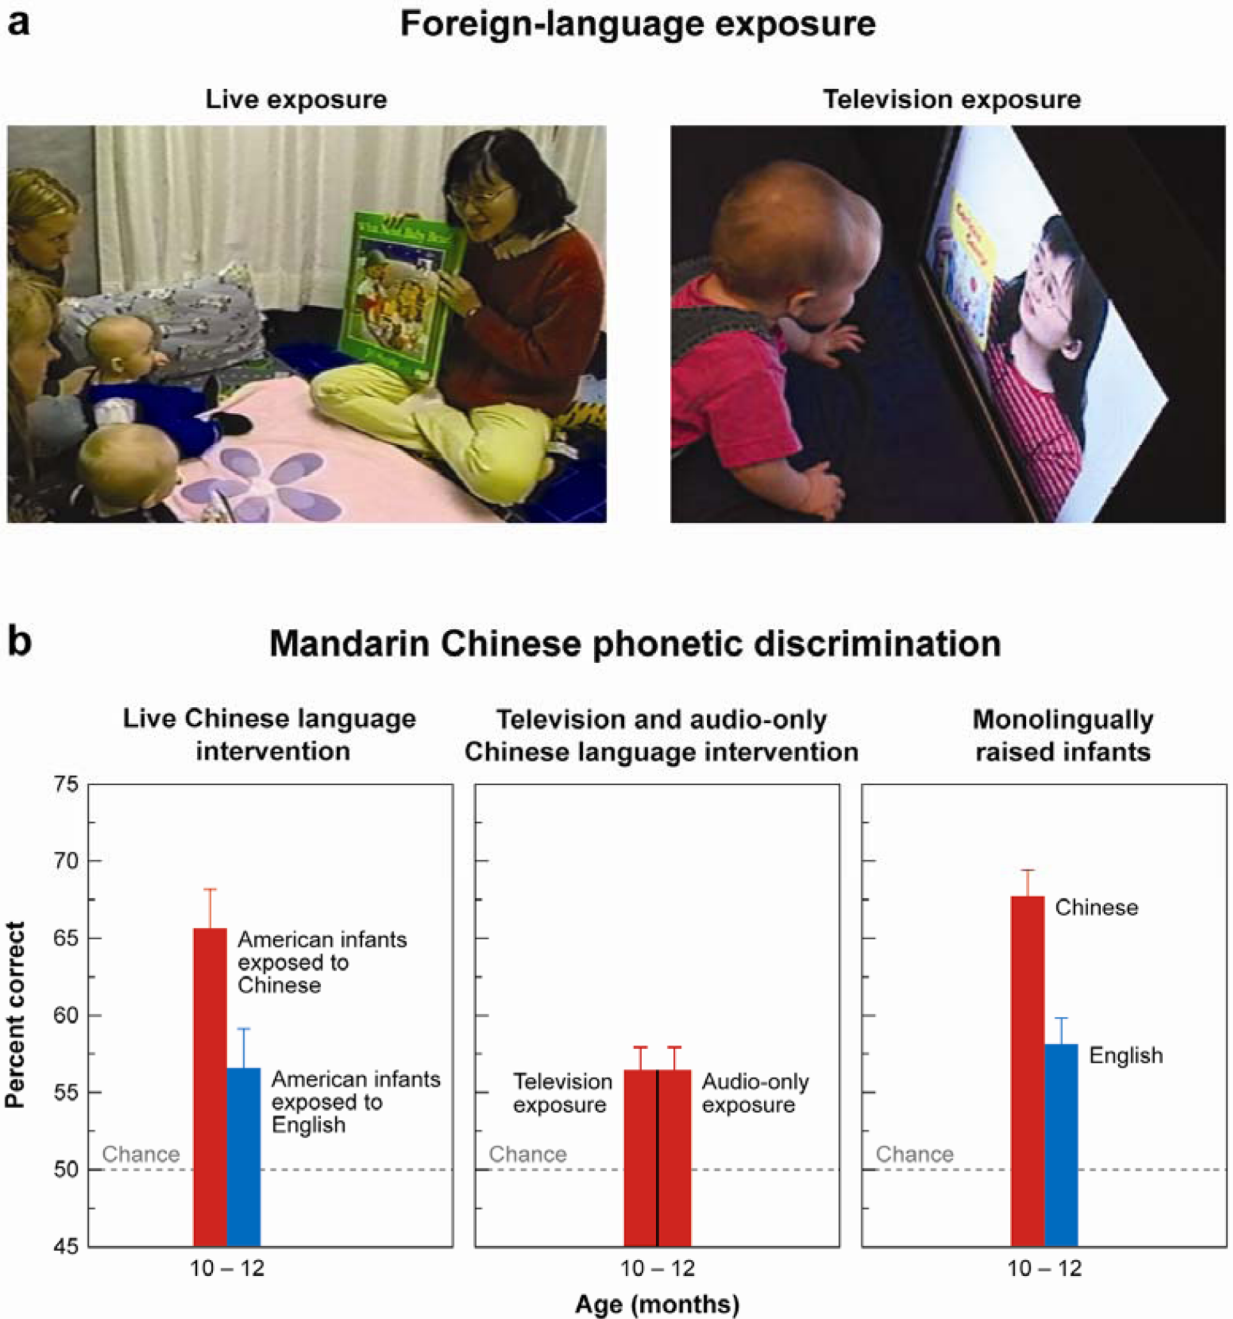 a
Foreign-language exposure
Live exposure
Television exposure
b
Mandarin Chinese phonetic discrimination
Live Chinese language
intervention
Television and audio-only
Chinese language intervention
Monolingually
raised infants
Percent correct
75
70
65
60
55
50
45
American infants
exposed to
Chinese
American infants
exposed to
English
Chance
10 – 12
Television
exposure
Audio-only
exposure
Chance
10 – 12
Chinese
English
Chance
10 – 12
Age (months)